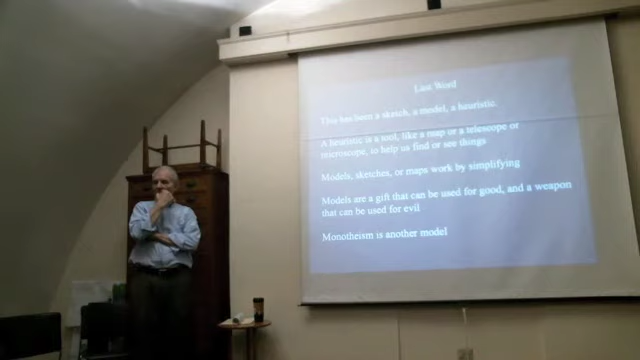 Last Word
This has been a sketch, a model, a heuristic.
A heuristic is a tool, like a map or a telescope or
microscope, to help us find or see things
Models, sketches, or maps work by simplifying
Models are a gift that can be used for good, and a weapon
that can be used for evil
Monotheism is another model